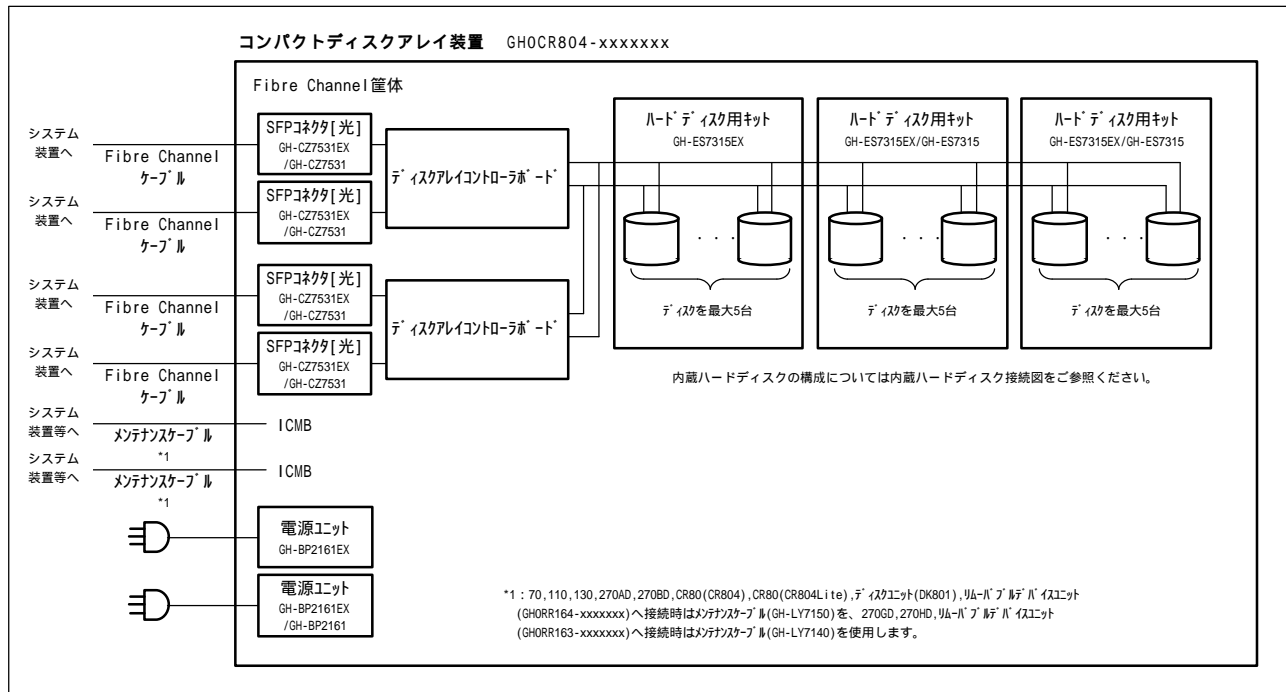 コンパクトディスクアレイ装置 GH0CR804-xxxxxxx
Fibre Channel筐体
システム
装置へ
Fibre Channel
ケーブル
SFPコネクタ[光]
GH-CZ7531EX
/GH-CZ7531
システム
装置へ
Fibre Channel
ケーブル
SFPコネクタ[光]
GH-CZ7531EX
/GH-CZ7531
ディスクアレイコントローラボード
システム
装置へ
Fibre Channel
ケーブル
SFPコネクタ[光]
GH-CZ7531EX
/GH-CZ7531
システム
装置へ
Fibre Channel
ケーブル
SFPコネクタ[光]
GH-CZ7531EX
/GH-CZ7531
ディスクアレイコントローラボード
ハードディスク用キット
GH-ES7315EX
・・・
ディスクを最大5台
ハードディスク用キット
GH-ES7315EX/GH-ES7315
・・・
ディスクを最大5台
ハードディスク用キット
GH-ES7315EX/GH-ES7315
・・・
ディスクを最大5台
内蔵ハードディスクの構成については内蔵ハードディスク接続図をご参照ください。
システム
装置等へ
メンテナンスケーブル
*1
ICMB
システム
装置等へ
メンテナンスケーブル
*1
ICMB
電源ユニット
GH-BP2161EX
電源ユニット
GH-BP2161EX
/GH-BP2161
*1：70,110,130,270AD,270BD,CR80(CR804),CR80(CR804Lite),ディスクユニット(DK801),リムーバブルデバイスユニット
(GH0RR164-xxxxxxx)へ接続時はメンテナンスケーブル(GH-LY7150)を、270GD,270HD,リムーバブルデバイスユニット
(GH0RR163-xxxxxxx)へ接続時はメンテナンスケーブル(GH-LY7140)を使用します。